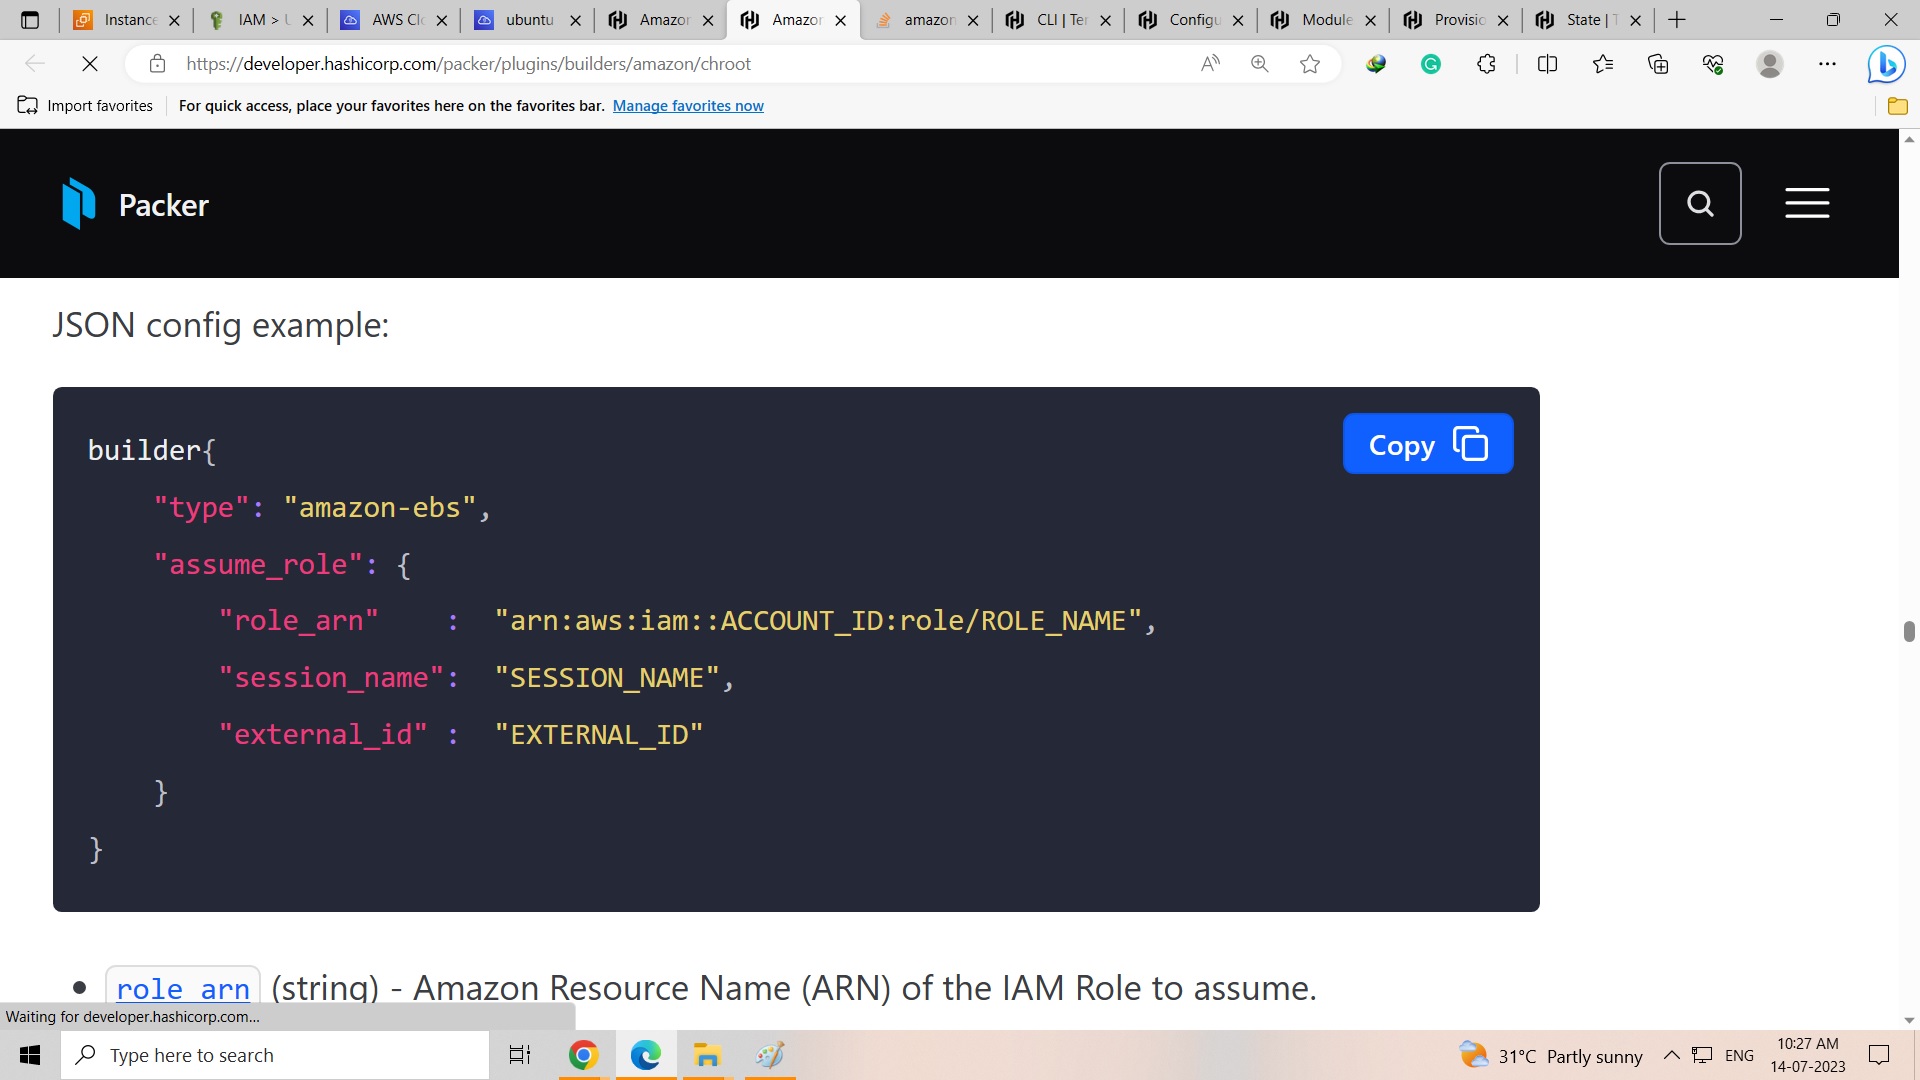 Instance
IAM > U
AWS Clo
ubuntu
Amazon
Amazon
amazon
CLI | Ter
Configu
Module
Provisio
State | T
https://developer.hashicorp.com/packer/plugins/builders/amazon/chroot
Import favorites
For quick access, place your favorites here on the favorites bar. Manage favorites now
Packer
JSON config example:
Copy
builder{
"type": "amazon-ebs",
"assume_role": {
"role_arn" : "arn:aws:iam::ACCOUNT_ID:role/ROLE_NAME",
"session_name": "SESSION_NAME",
"external_id" : "EXTERNAL_ID"
}
}
• role_arn (string) - Amazon Resource Name (ARN) of the IAM Role to assume.
Waiting for developer.hashicorp.com...
Type here to search
31°C Partly sunny
ENG
10:27 AM
14-07-2023